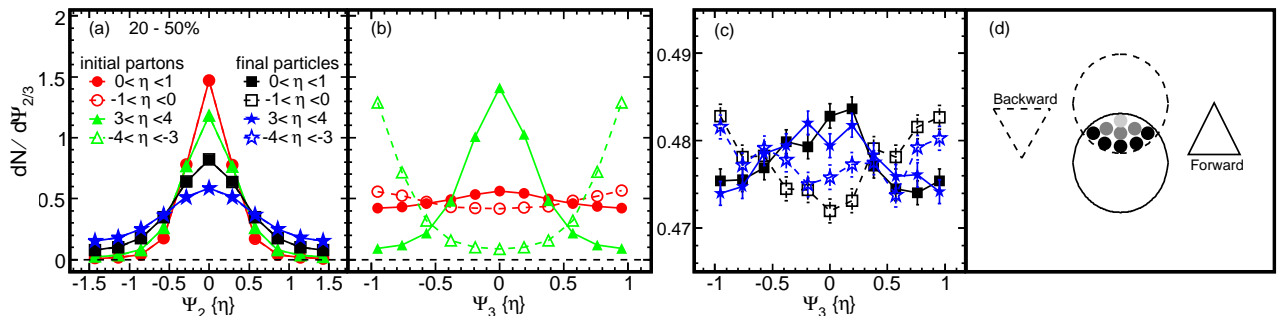 (a) 20 - 50%
(b)
(c)
(d)
initial partons
0< η <1
-1< η <0
3< η <4
-4< η <-3
final particles
0< η <1
-1< η <0
3< η <4
-4< η <-3
dN / dΨ2/3
2
1.5
1
0.5
0
-1.5 -1 -0.5 0 0.5 1 1.5
Ψ2 {η}
-1 -0.5 0 0.5 1
Ψ3 {η}
0.49
0.48
0.47
-1 -0.5 0 0.5 1
Ψ3 {η}
Backward
Forward